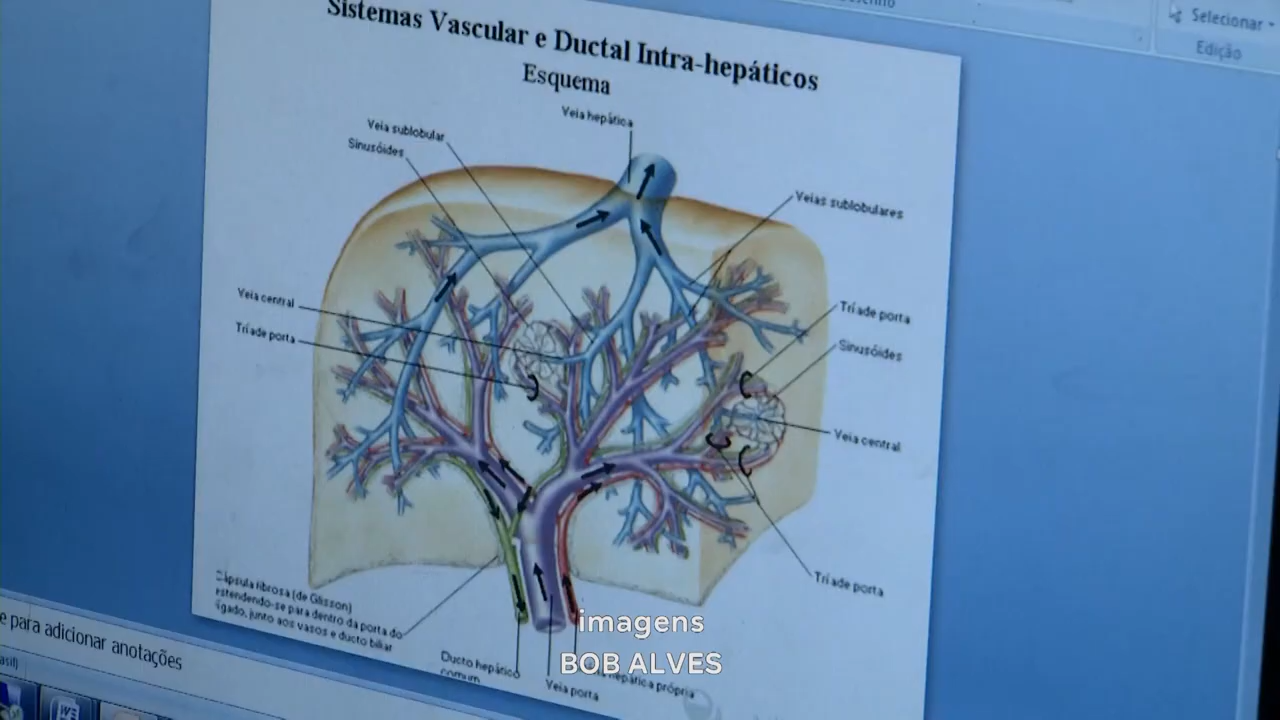 Selecionar
Edição
Sistemas Vascular e Ductal Intra-hepáticos
Esquema
Veia hepática
Veia sublobular
Sinusóides
Veias sublobulares
Veia central
Tríade porta
Tríade porta
Sinusóides
Veia central
Tríade porta
Cápsula fibrosa (de Glisson)
estendendo-se para dentro da porta do
fígado, junto aos vasos e ducto biliar
Ducto hepático
comum
Veia porta
hepática própria
e para adicionar anotações
asil)
imagens
BOB ALVES